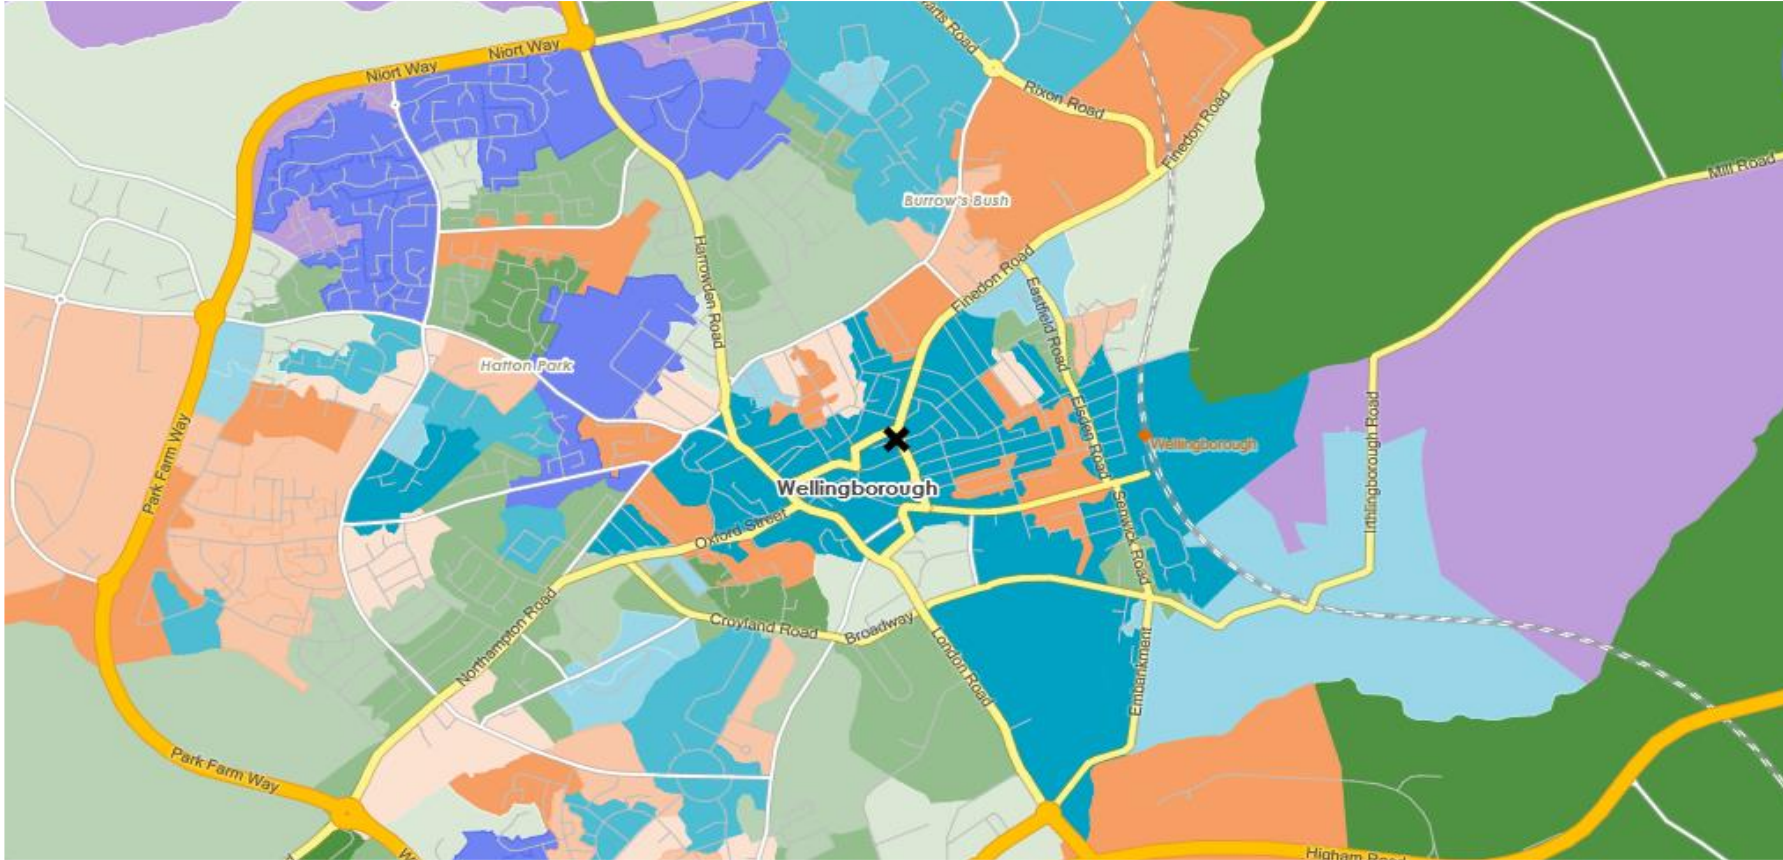 Niort Way
Niort Way
Rixon Road
Finedon Road
Mill Road
Burrow's Bush
Harrowden Road
Finedon Road
Eastfield Road
Hatton Park
Park Farm Way
Elsden Road
Irthlingborough Road
Wellingborough
Wellingborough
Oxford Street
Senwick Road
Northampton Road
Croyland Road
Broadway
London Road
Embankment
Park Farm Way
Higham Road